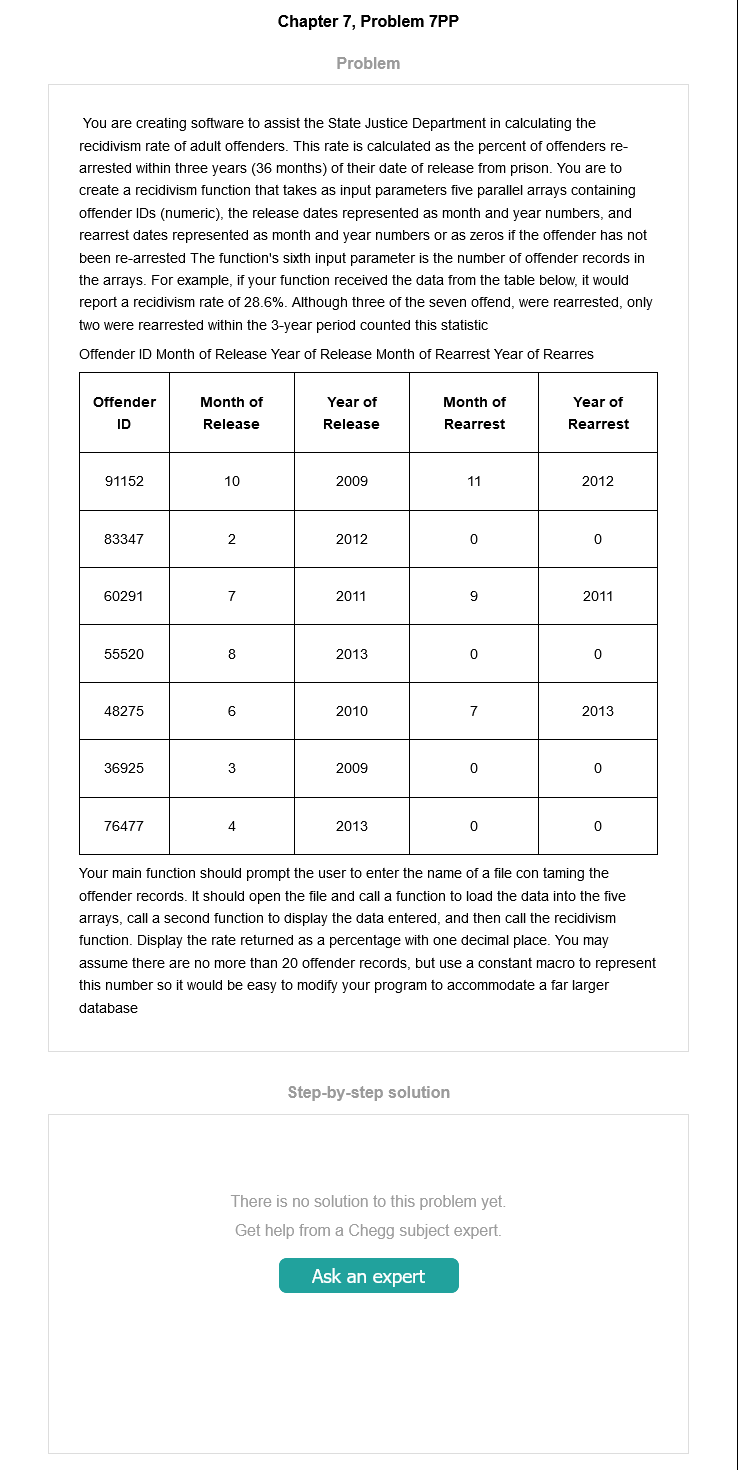 Chapter 7, Problem 7PP
Problem
You are creating software to assist the State Justice Department in calculating the
recidivism rate of adult offenders. This rate is calculated as the percent of offenders re-
arrested within three years (36 months) of their date of release from prison. You are to
create a recidivism function that takes as input parameters five parallel arrays containing
offender IDs (numeric), the release dates represented as month and year numbers, and
rearrest dates represented as month and year numbers or as zeros if the offender has not
been re-arrested The function's sixth input parameter is the number of offender records in
the arrays. For example, if your function received the data from the table below, it would
report a recidivism rate of 28.6%. Although three of the seven offend, were rearrested, only
two were rearrested within the 3-year period counted this statistic
Offender ID Month of Release Year of Release Month of Rearrest Year of Rearres
Offender ID Month of Release Year of Release Month of Rearrest Year of Rearrest
91152 10 2009 11 2012
83347 2 2012 0 0
60291 7 2011 9 2011
55520 8 2013 0 0
48275 6 2010 7 2013
36925 3 2009 0 0
76477 4 2013 0 0
Your main function should prompt the user to enter the name of a file con taming the
offender records. It should open the file and call a function to load the data into the five
arrays, call a second function to display the data entered, and then call the recidivism
function. Display the rate returned as a percentage with one decimal place. You may
assume there are no more than 20 offender records, but use a constant macro to represent
this number so it would be easy to modify your program to accommodate a far larger
database
Step-by-step solution
There is no solution to this problem yet.
Get help from a Chegg subject expert.
Ask an expert